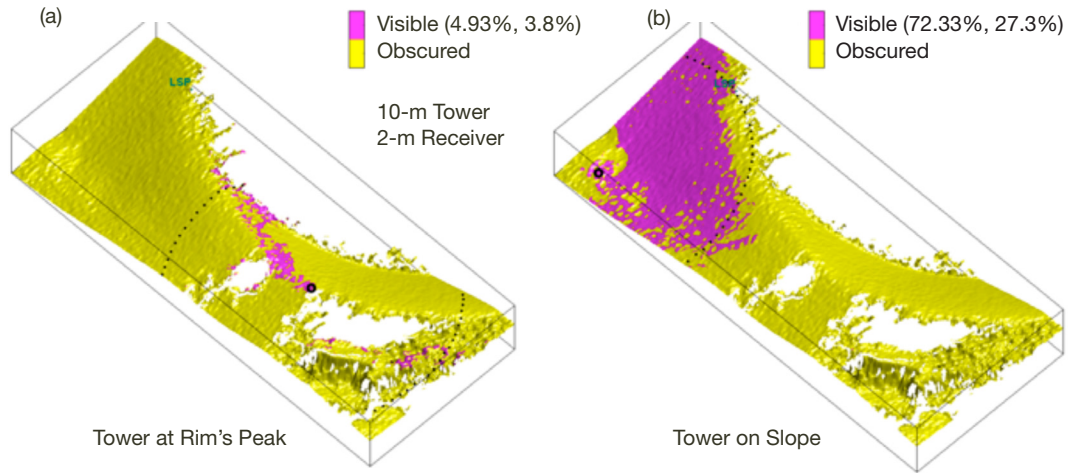 (a)
Visible (4.93%, 3.8%)
Obscured
10-m Tower
2-m Receiver
LSP
Tower at Rim's Peak
(b)
Visible (72.33%, 27.3%)
Obscured
Tower on Slope